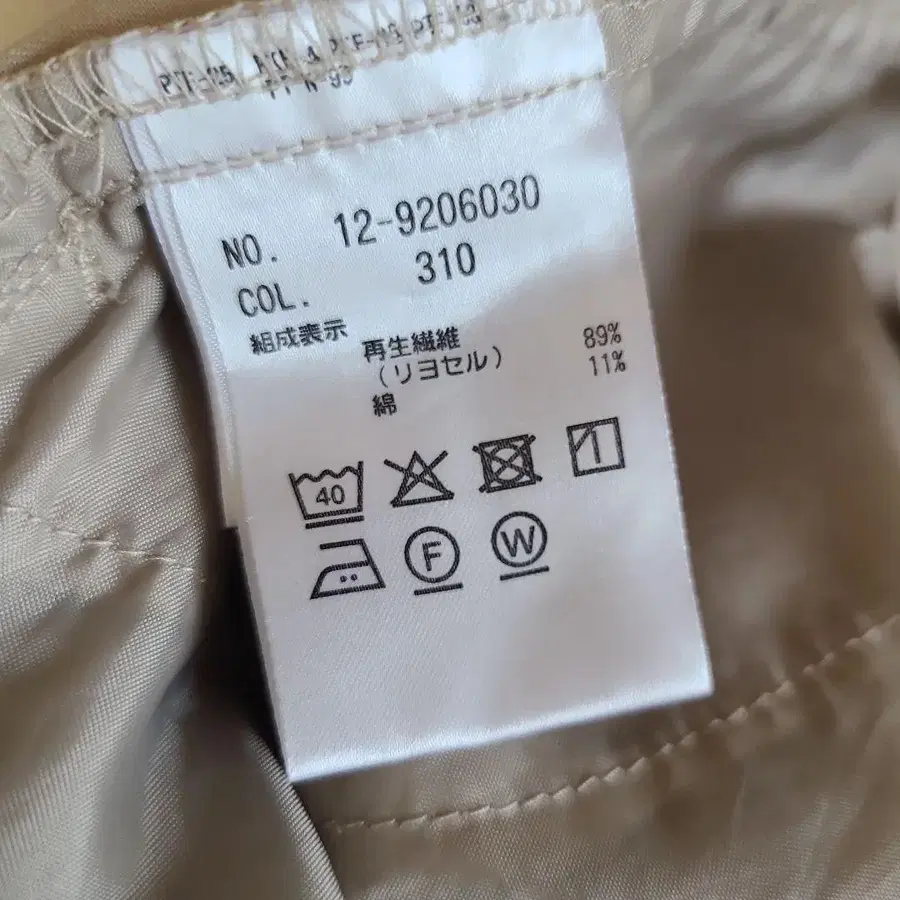 NO. 12-9206030
COL. 310
組成表示 再生繊維 89%
(リヨセル) 11%
綿
40
F W